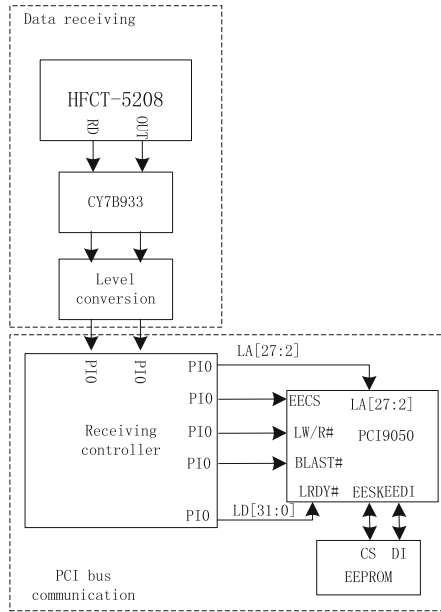 Data receiving
HFCT-5208
RD
OUT
CY7B933
Level
conversion
PIO
PIO
LA[27:2]
PIO
PIO
EECS
LA[27:2]
Receiving
controller
PIO
LW/R#
PCI9050
PIO
BLAST#
LRDY#
EESK
EEDI
PIO
LD[31:0]
CS
DI
EEPROM
PCI bus
communication